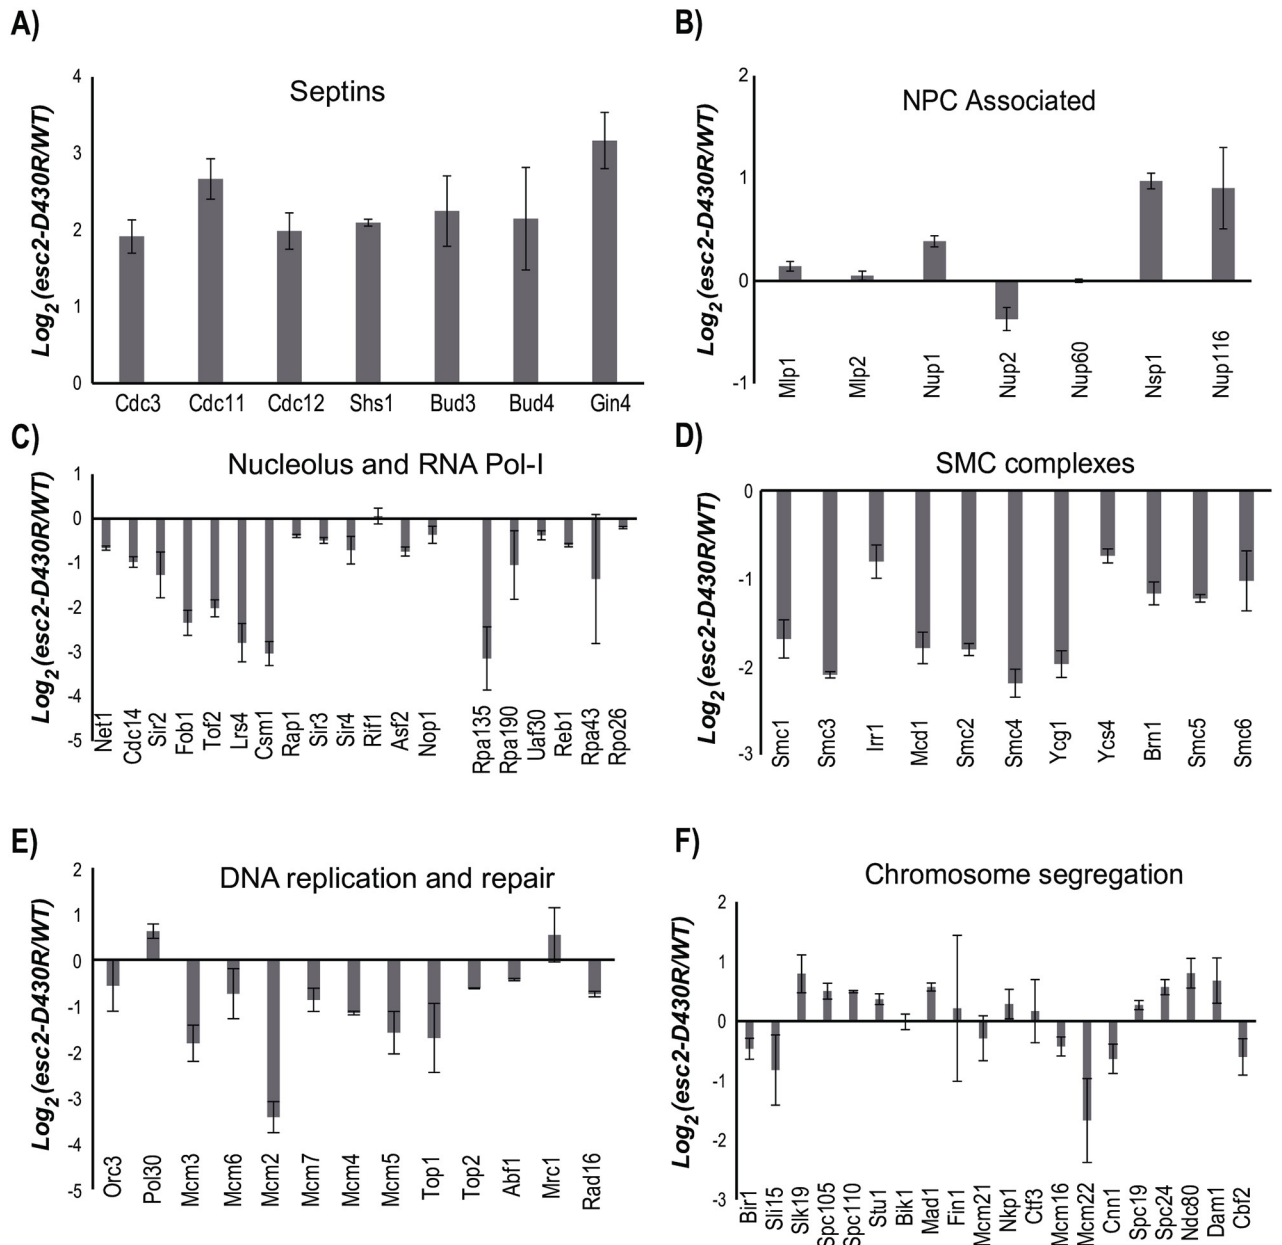 A)
Septins
Log2(esc2-D430R/WT)
4
3
2
1
0
Cdc3 Cdc11 Cdc12 Shs1 Bud3 Bud4 Gin4
B)
NPC Associated
Log2(esc2-D430R/WT)
2
1
0
-1
Mlp1 Mlp2 Nup1 Nup2 Nup60 Nsp1 Nup116
C)
Nucleolus and RNA Pol-I
Log2(esc2-D430R/WT)
1
0
-1
-2
-3
-4
-5
Net1 Cdc14 Sir2 Fob1 Tof2 Lrs4 Csm1 Rap1 Sir3 Sir4 Rif1 Asf2 Nop1 Rpa135 Rpa190 Uaf30 Reb1 Rpa43 Rpo26
D)
SMC complexes
Log2(esc2-D430R/WT)
0
-1
-2
-3
Smc1 Smc3 Irr1 Mcd1 Smc2 Smc4 Ycg1 Ycs4 Brn1 Smc5 Smc6
E)
DNA replication and repair
Log2(esc2-D430R/WT)
2
1
0
-1
-2
-3
-4
-5
Orc3 Pol30 Mcm3 Mcm6 Mcm2 Mcm7 Mcm4 Mcm5 Top1 Top2 Abf1 Mrc1 Rad16
F)
Chromosome segregation
Log2(esc2-D430R/WT)
2
1
0
-1
-2
-3
Bir1 Sli15 Slk19 Spc105 Spc110 Stu1 Bik1 Mad1 Fin1 Mcm21 Nkp1 Ctf3 Mcm16 Mcm22 Cnn1 Spc19 Spc24 Ndc80 Dam1 Cbf2